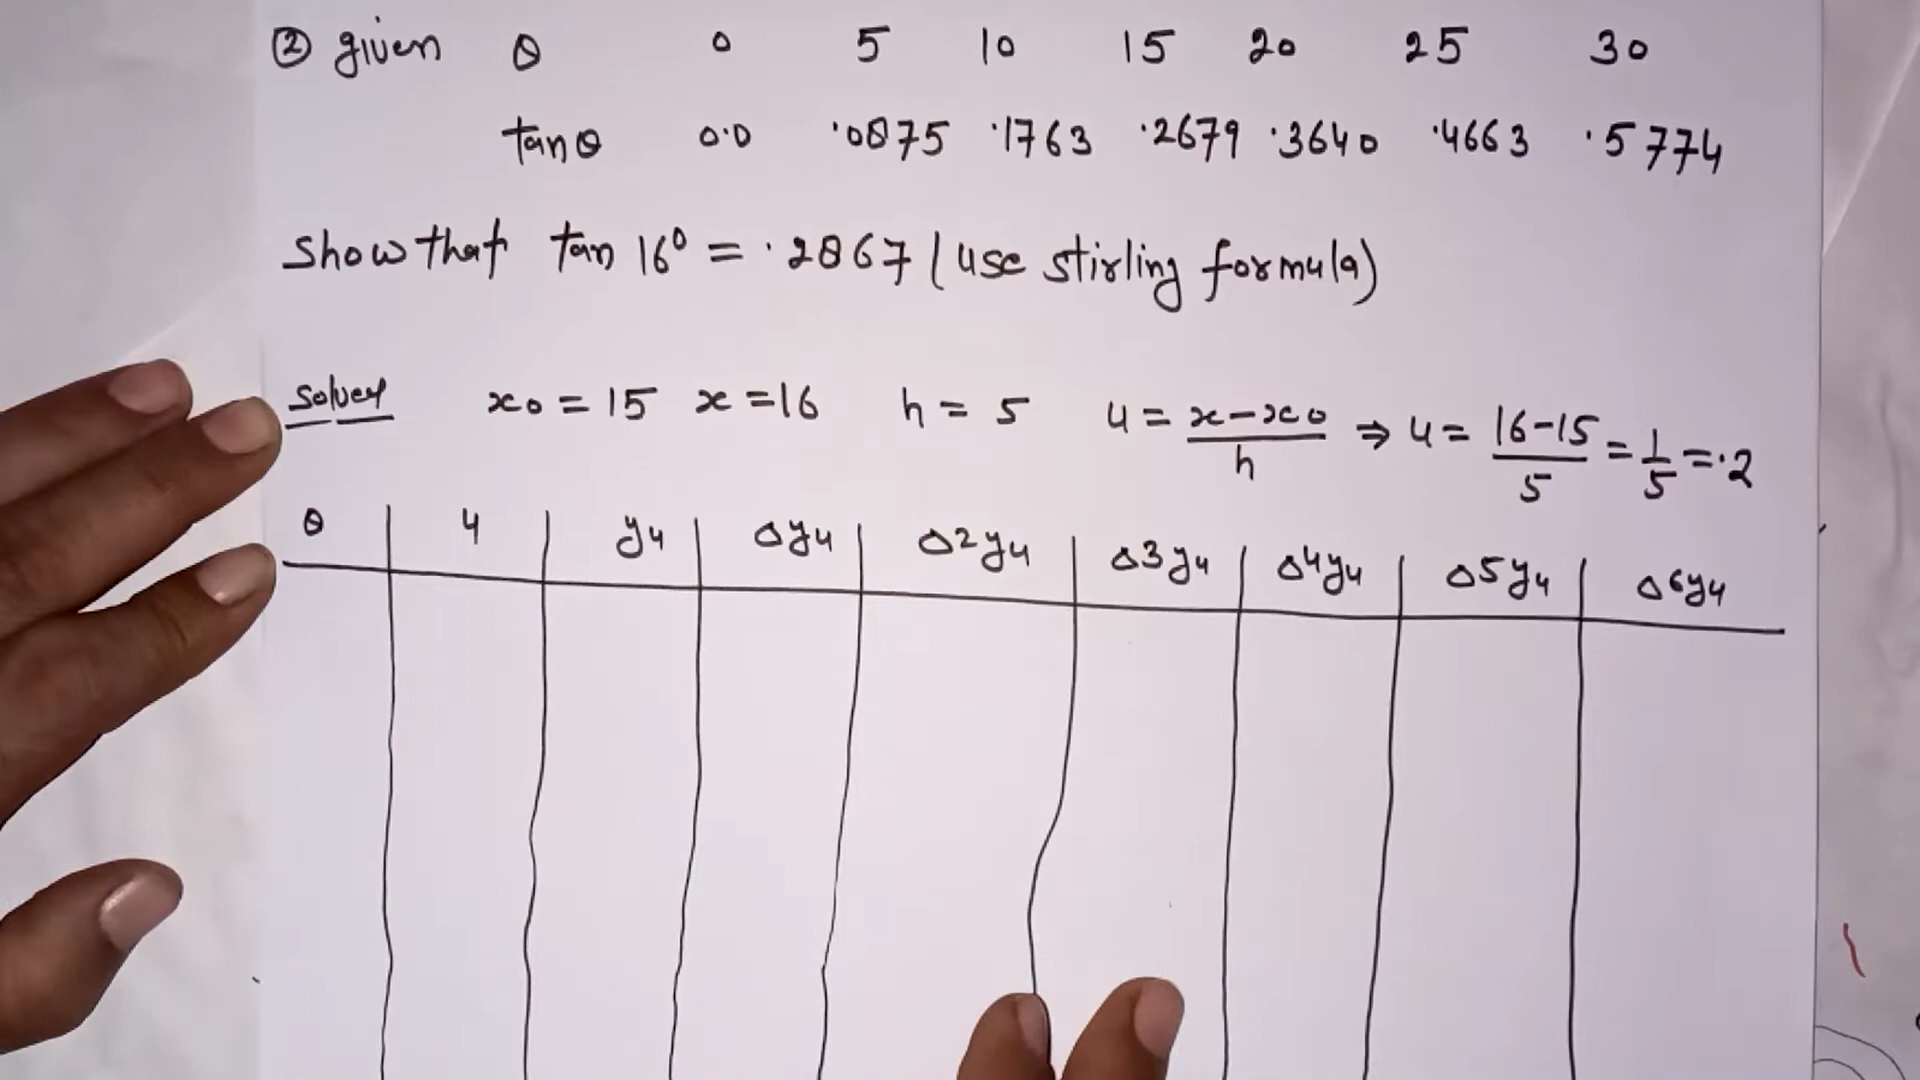 ② given θ 0 5 10 15 20 25 30
tanθ 0.0 .0875 .1763 .2679 .3640 .4663 .5774
Show that tan 16° = .2867 (use stirling formula)
solve x₀ = 15 x = 16 h = 5 u = x-x₀/h ⇒ u = 16-15/5 = 1/5 = .2
θ u yu Δyu Δ2yu Δ3yu Δ4yu Δ5yu Δ6yu